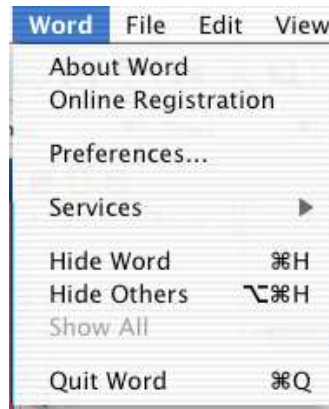 Word File Edit View
About Word
Online Registration
Preferences...
Services
Hide Word ⌘H
Hide Others ⌥⌘H
Show All
Quit Word ⌘Q